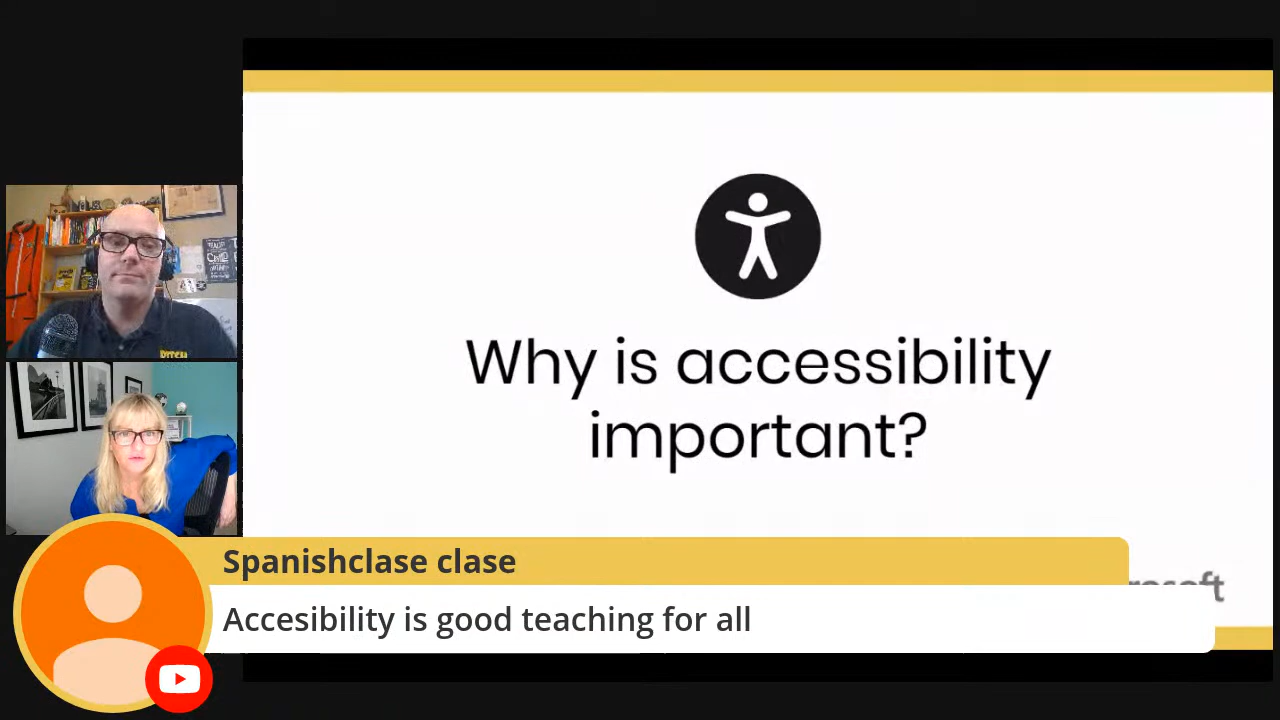 Why is accessibility
important?
Spanishclase clase
Accesibility is good teaching for all